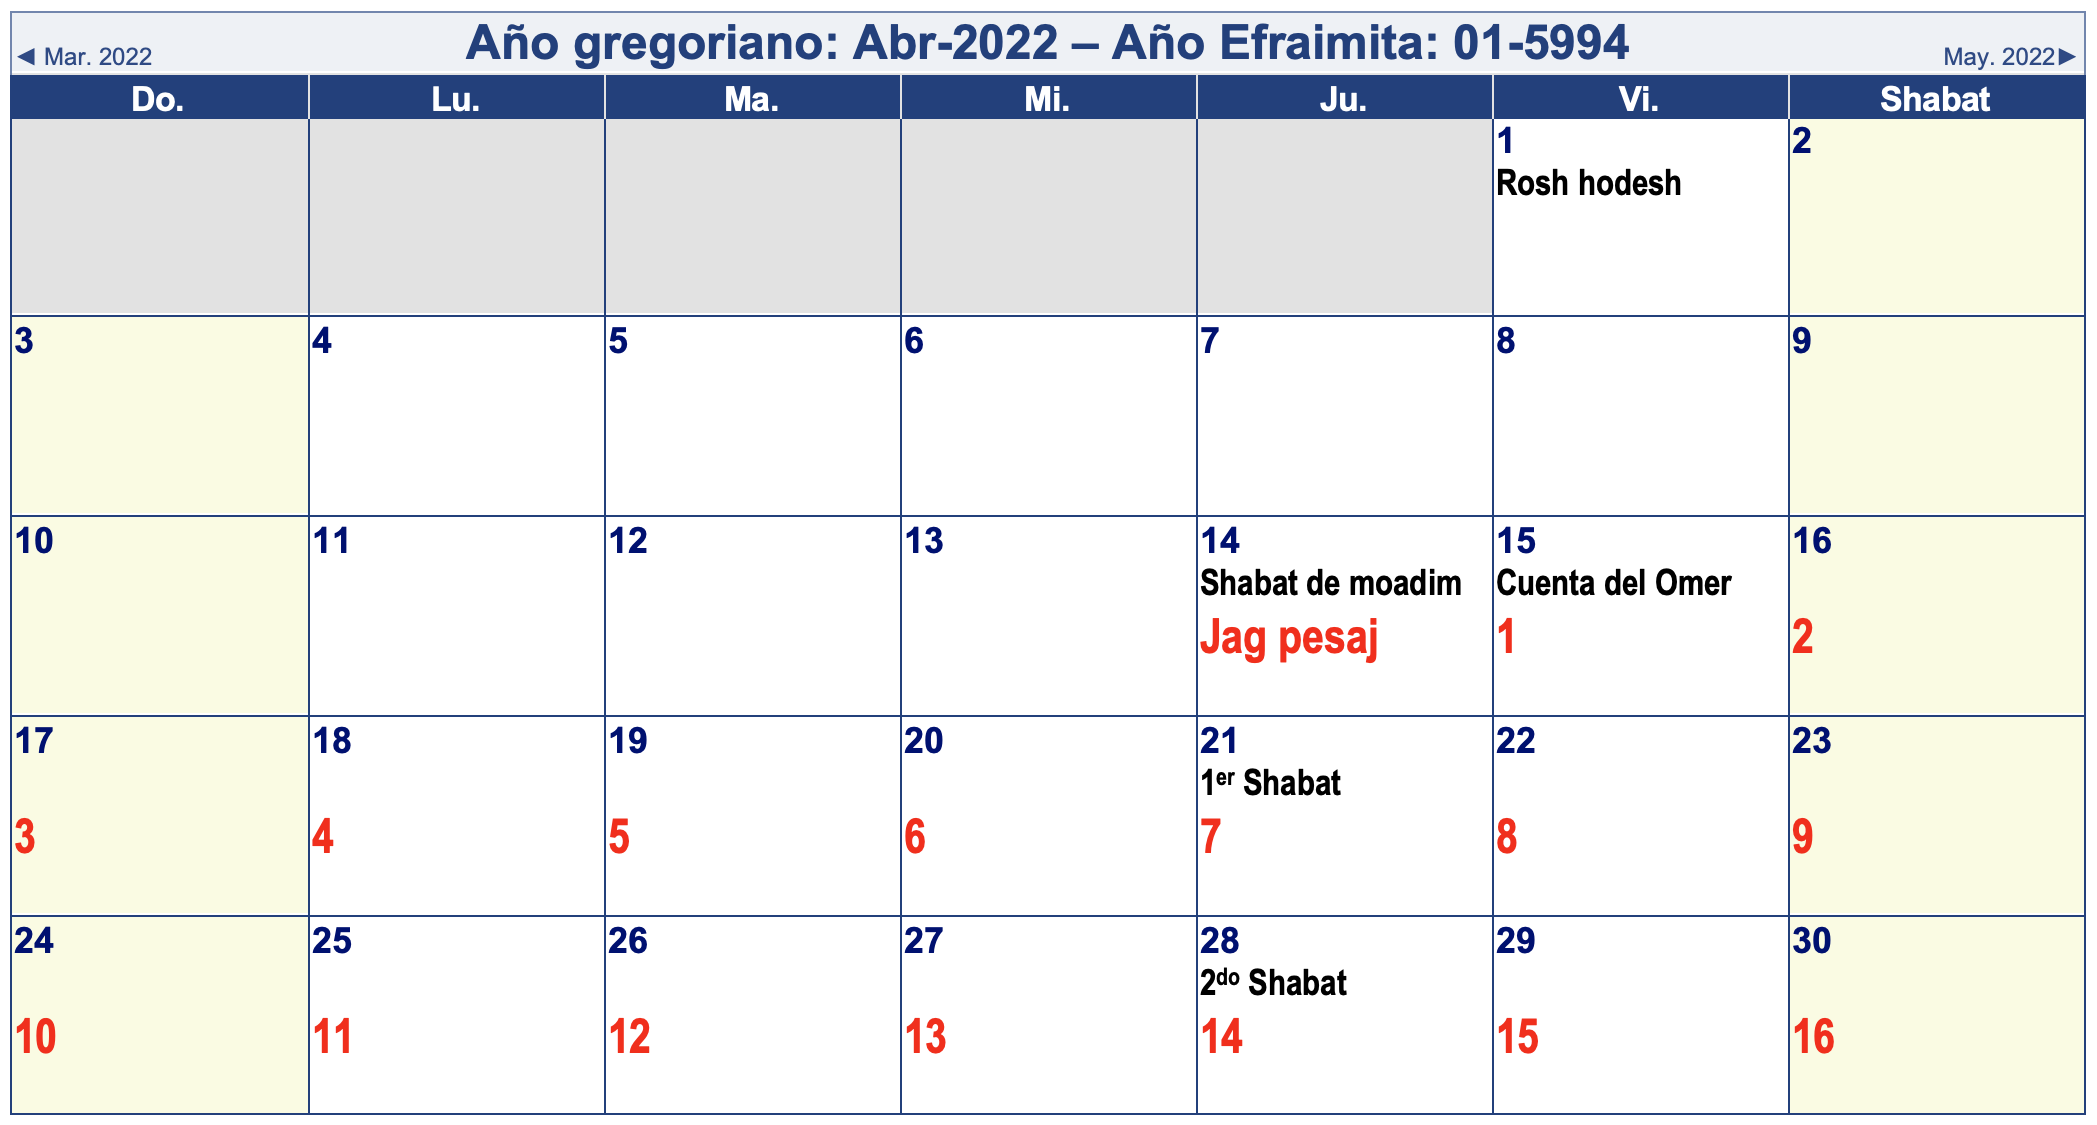 ◄ Mar. 2022 Año gregoriano: Abr-2022 – Año Efraimita: 01-5994 May. 2022►
Do. Lu. Ma. Mi. Ju. Vi. Shabat
1 2
Rosh hodesh
3 4 5 6 7 8 9
10 11 12 13 14 15 16
Shabat de moadim Cuenta del Omer
Jag pesaj 1 2
17 18 19 20 21 22 23
1er Shabat
3 4 5 6 7 8 9
24 25 26 27 28 29 30
2do Shabat
10 11 12 13 14 15 16